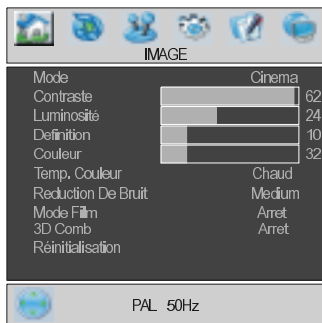 IMAGE
Mode Cinema
Contraste 62
Luminosité 24
Definition 10
Couleur 32
Temp. Couleur Chaud
Reduction De Bruit Medium
Mode Film Arret
3D Comb Arret
Réinitialisation
PAL 50Hz